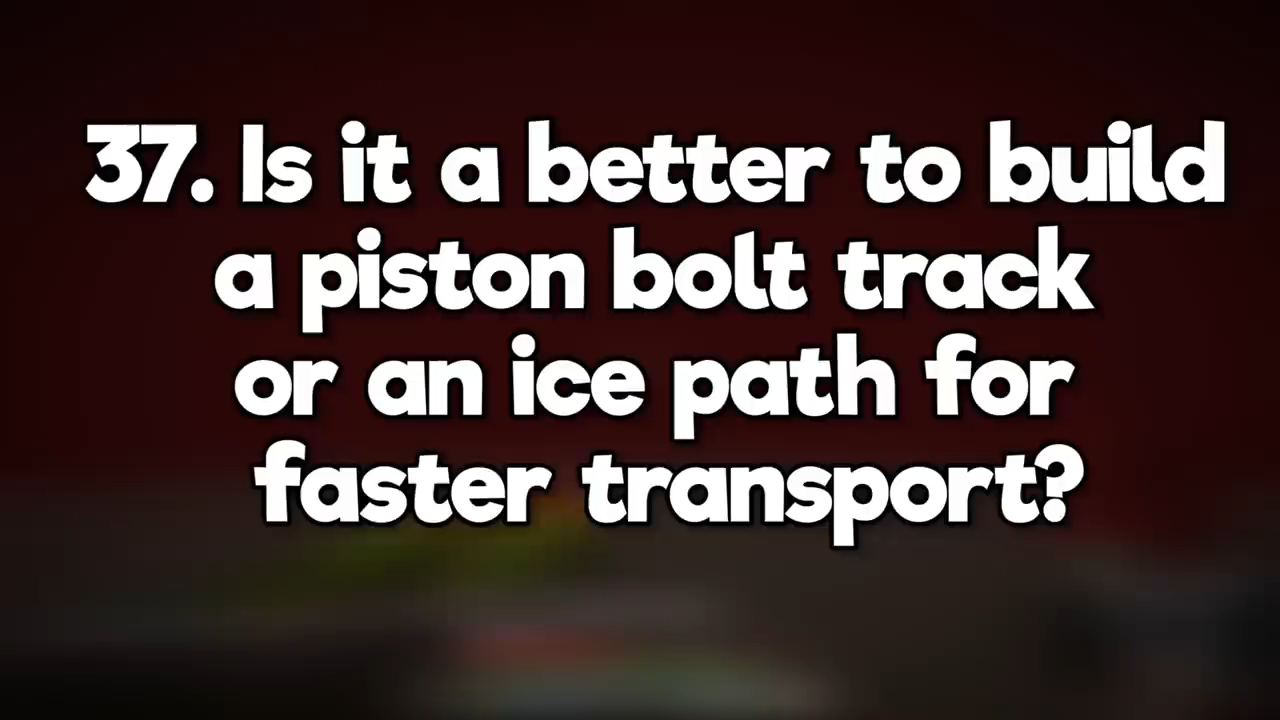 37. Is it a better to build
a piston bolt track
or an ice path for
faster transport?